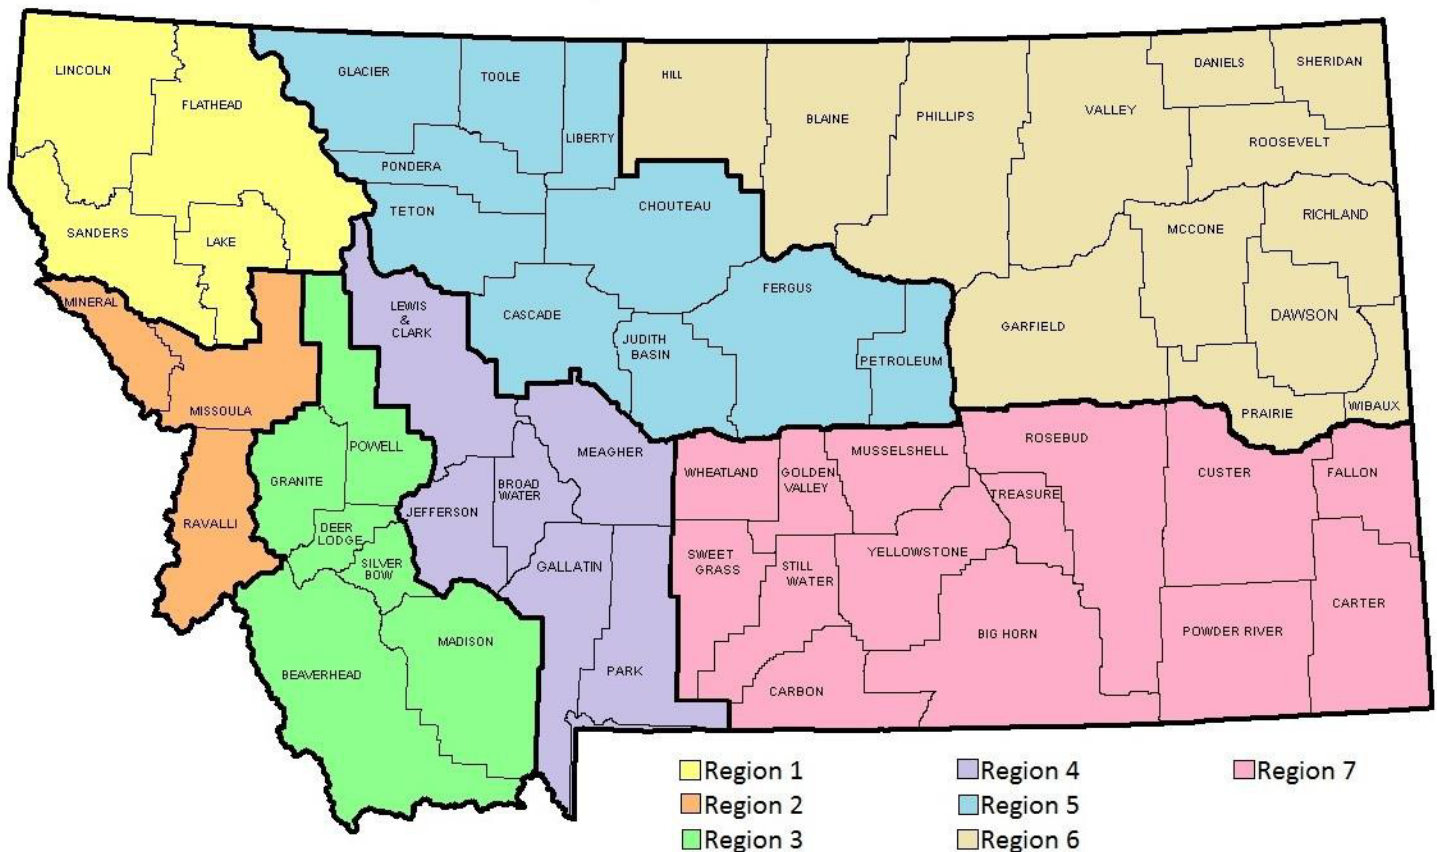 LINCOLN
FLATHEAD
SANDERS
LAKE
GLACIER
TOOLE
LIBERTY
PONDERA
TETON
CHOUTEAU
CASCADE
JUDITH
BASIN
FERGUS
PETROLEUM
HILL
BLAINE
PHILLIPS
VALLEY
DANIELS
SHERIDAN
ROOSEVELT
RICHLAND
MCCONE
GARFIELD
DAWSON
PRAIRIE
WIBAUX
MINERAL
MISSOULA
RAVALLI
POWELL
GRANITE
DEER
LODGE
SILVER
BOW
BEAVERHEAD
MADISON
LEWIS
&
CLARK
MEAGHER
BROAD
WATER
JEFFERSON
GALLATIN
PARK
WHEATLAND
GOLDEN
VALLEY
MUSSELSHELL
ROSEBUD
TREASURE
CUSTER
FALLON
SWEET
GRASS
STILL
WATER
YELLOWSTONE
BIG HORN
CARBON
POWDER RIVER
CARTER
Region 1
Region 2
Region 3
Region 4
Region 5
Region 6
Region 7